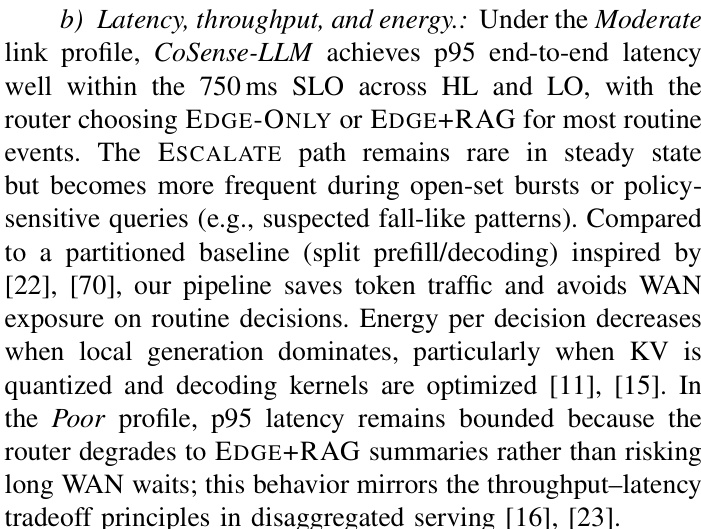 b) Latency, throughput, and energy.: Under the Moderate
link profile, CoSense-LLM achieves p95 end-to-end latency
well within the 750 ms SLO across HL and LO, with the
router choosing EDGE-ONLY or EDGE+RAG for most routine
events. The ESCALATE path remains rare in steady state
but becomes more frequent during open-set bursts or policy-
sensitive queries (e.g., suspected fall-like patterns). Compared
to a partitioned baseline (split prefill/decoding) inspired by
[22], [70], our pipeline saves token traffic and avoids WAN
exposure on routine decisions. Energy per decision decreases
when local generation dominates, particularly when KV is
quantized and decoding kernels are optimized [11], [15]. In
the Poor profile, p95 latency remains bounded because the
router degrades to EDGE+RAG summaries rather than risking
long WAN waits; this behavior mirrors the throughput–latency
tradeoff principles in disaggregated serving [16], [23].